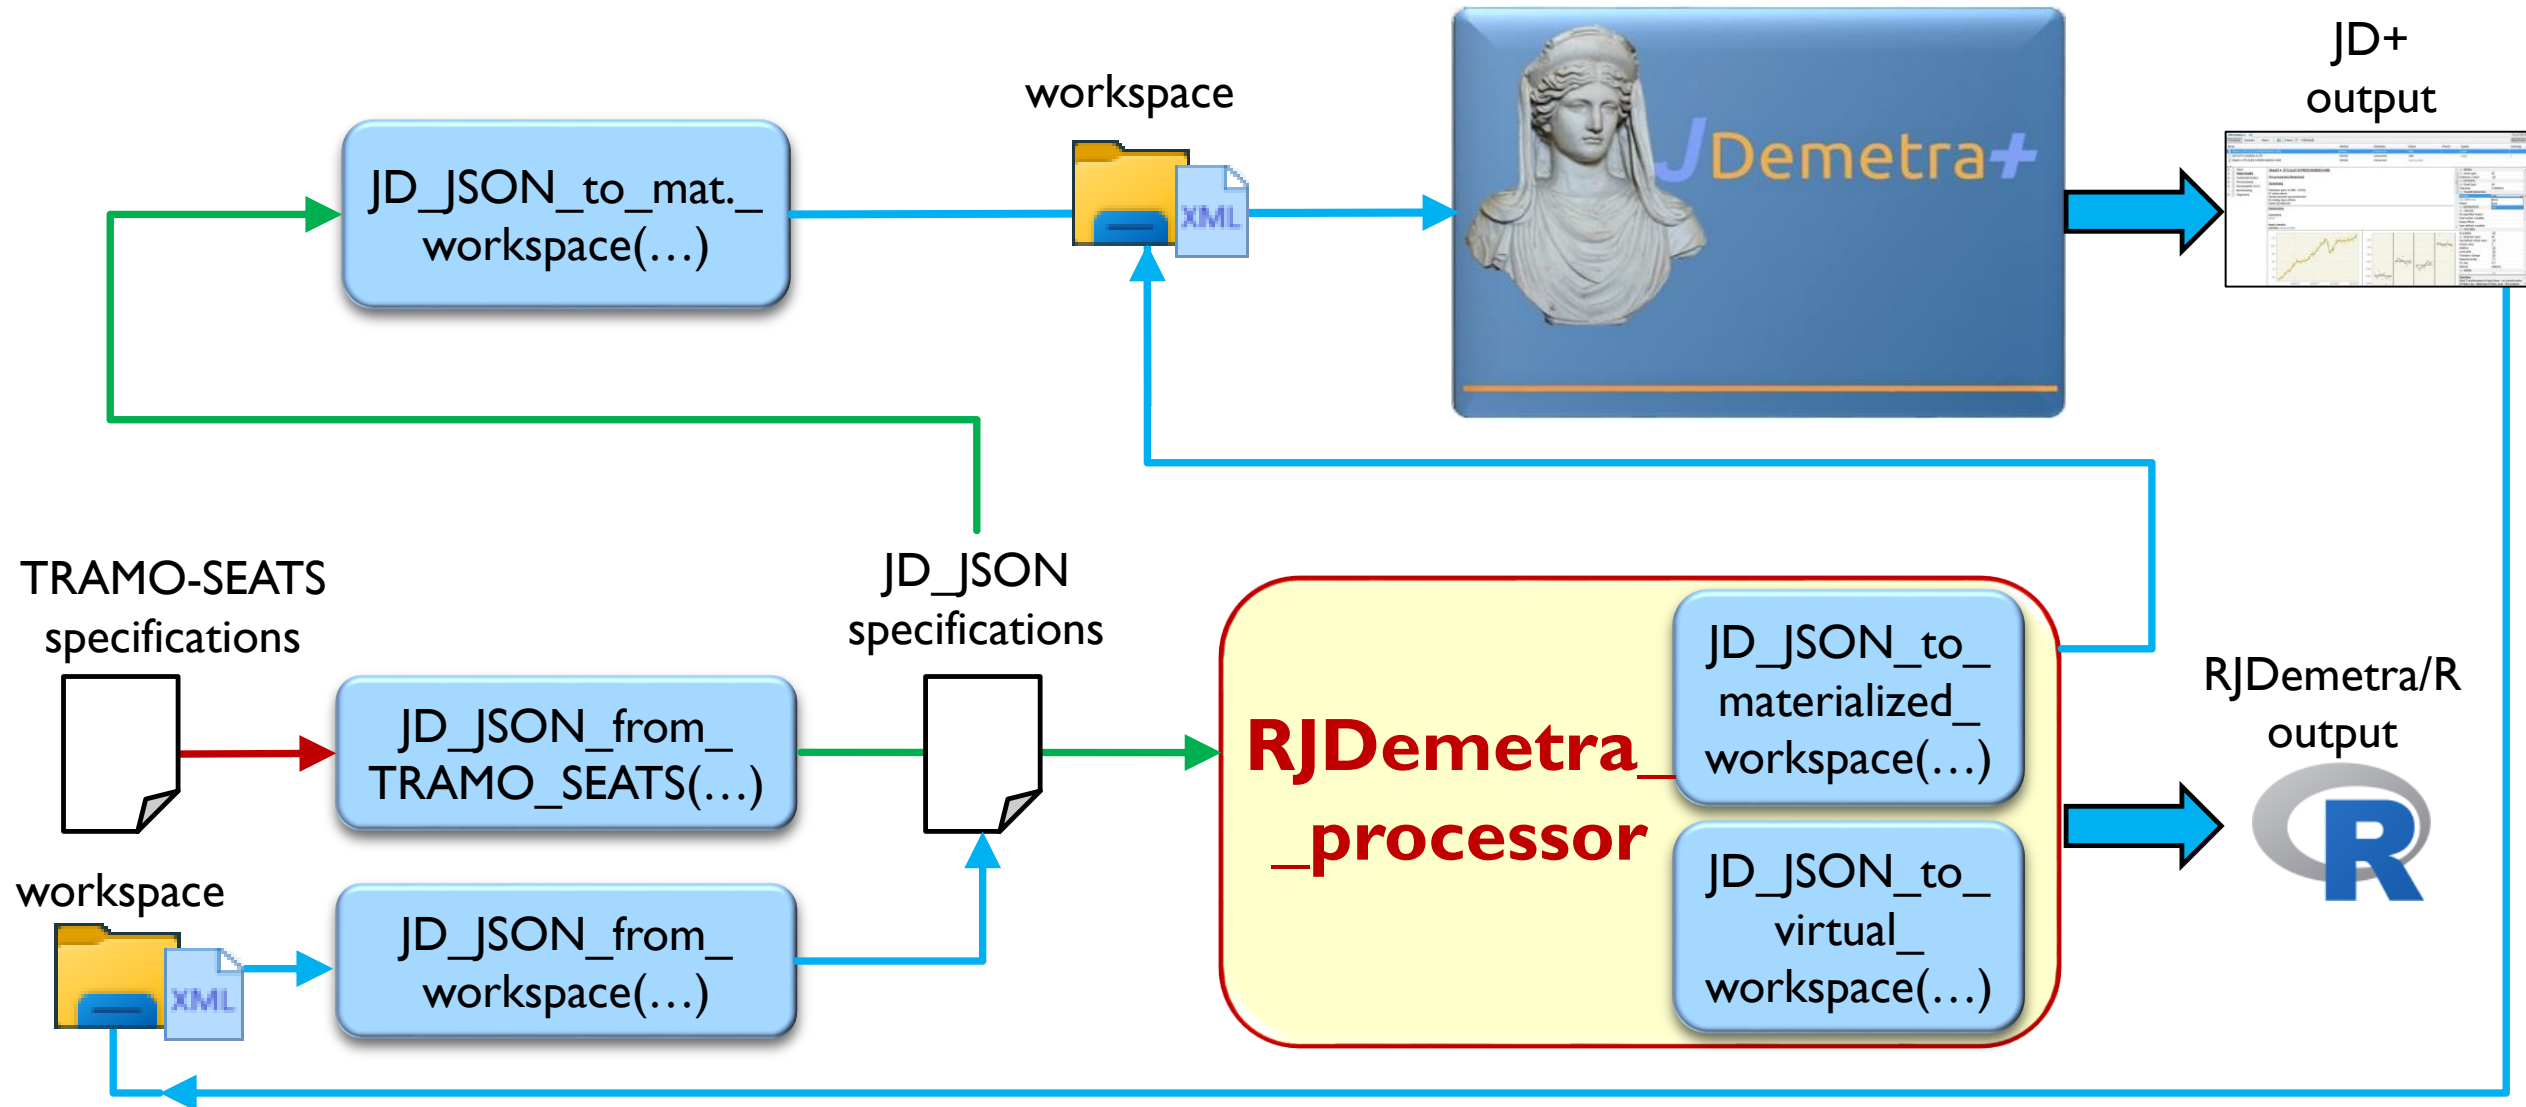 JD+
output
workspace
JDemetra+
JD_JSON_to_mat._
workspace(…)
XML
TRAMO-SEATS
specifications
JD_JSON
specifications
JD_JSON_from_
TRAMO_SEATS(…)
RJDemetra_
_processor
JD_JSON_to_
materialized_
workspace(…)
JD_JSON_to_
virtual_
workspace(…)
RJDemetra/R
output
R
workspace
XML
JD_JSON_from_
workspace(…)